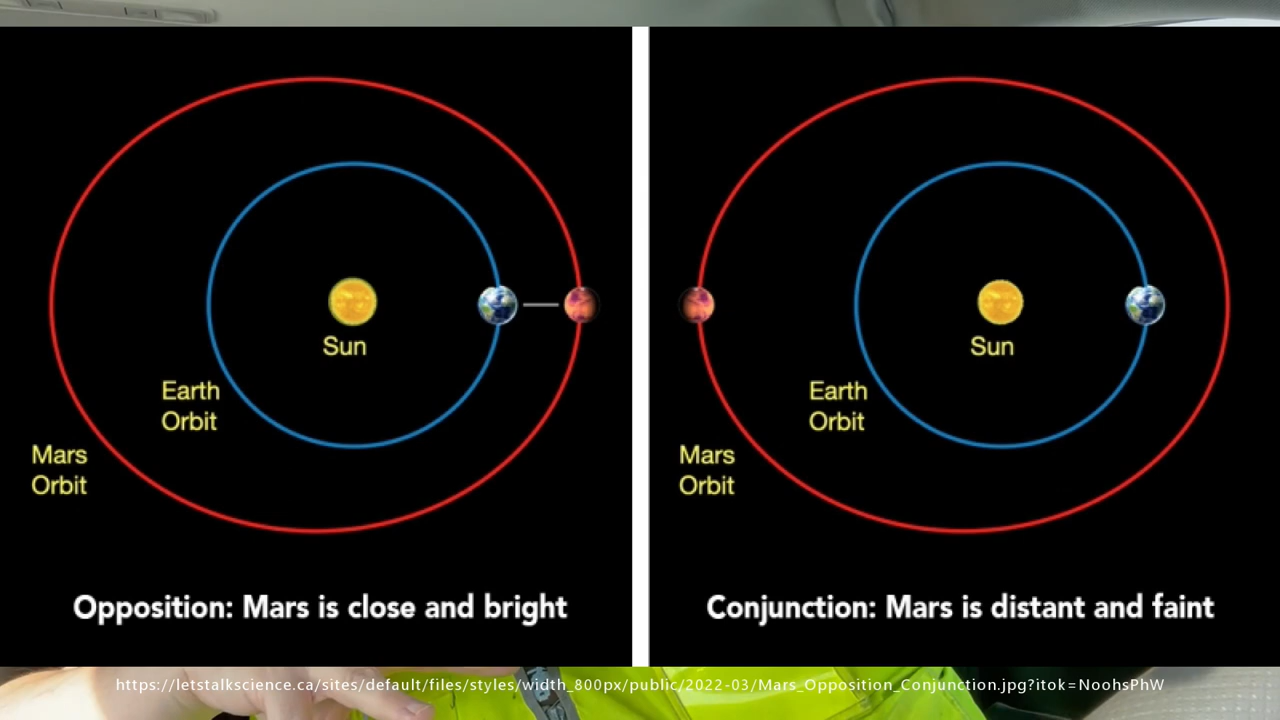 Sun
Earth
Orbit
Mars
Orbit
Opposition: Mars is close and bright
Sun
Earth
Orbit
Mars
Orbit
Conjunction: Mars is distant and faint
https://letstalkscience.ca/sites/default/files/styles/width_800px/public/2022-03/Mars_Opposition_Conjunction.jpg?itok=NoohsPhW